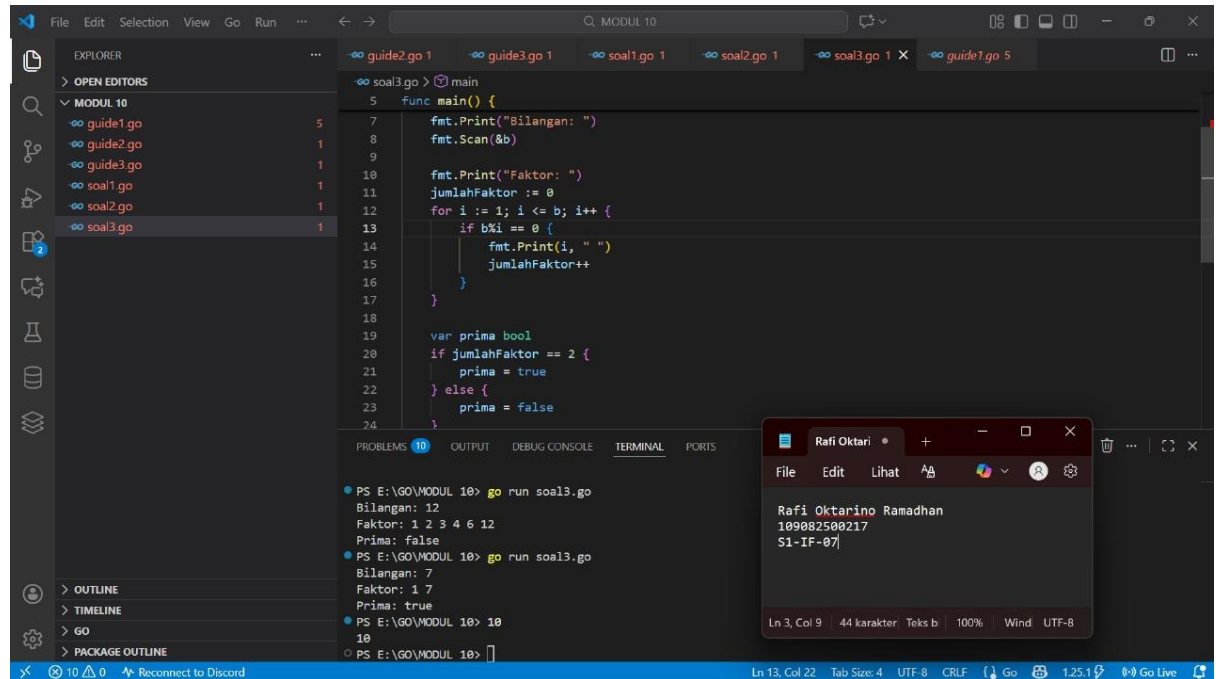 File Edit Selection View Go Run ... MODUL 10
EXPLORER ...
guide2.go 1 guide3.go 1 soal1.go 1 soal2.go 1 soal3.go 1 guide1.go 5 ...
OPEN EDITORS
MODUL 10
guide1.go 5
guide2.go 1
guide3.go 1
soal1.go 1
soal2.go 1
soal3.go 1
soal3.go > main
5 func main() {
7 fmt.Print("Bilangan: ")
8 fmt.Scan(&b)
9
10 fmt.Print("Faktor: ")
11 jumlahFaktor := 0
12 for i := 1; i <= b; i++ {
13 if b%i == 0 {
14 fmt.Print(i, " ")
15 jumlahFaktor++
16 }
17 }
18
19 var prima bool
20 if jumlahFaktor == 2 {
21 prima = true
22 } else {
23 prima = false
24 }
PROBLEMS 10 OUTPUT DEBUG CONSOLE TERMINAL PORTS ...
PS E:\GO\MODUL 10> go run soal3.go
Bilangan: 12
Faktor: 1 2 3 4 6 12
Prima: false
PS E:\GO\MODUL 10> go run soal3.go
Bilangan: 7
Faktor: 1 7
Prima: true
PS E:\GO\MODUL 10> 10
10
PS E:\GO\MODUL 10>
Rafi Oktari
File Edit Lihat
Rafi Oktarino Ramadhan
109082500217
S1-IF-07
Ln 3, Col 9 44 karakter Teks b 100% Wind UTF-8
OUTLINE
TIMELINE
GO
PACKAGE OUTLINE
2
10 0 Reconnect to Discord Ln 13, Col 22 Tab Size: 4 UTF-8 CRLF {} Go 1.25.1 Go Live